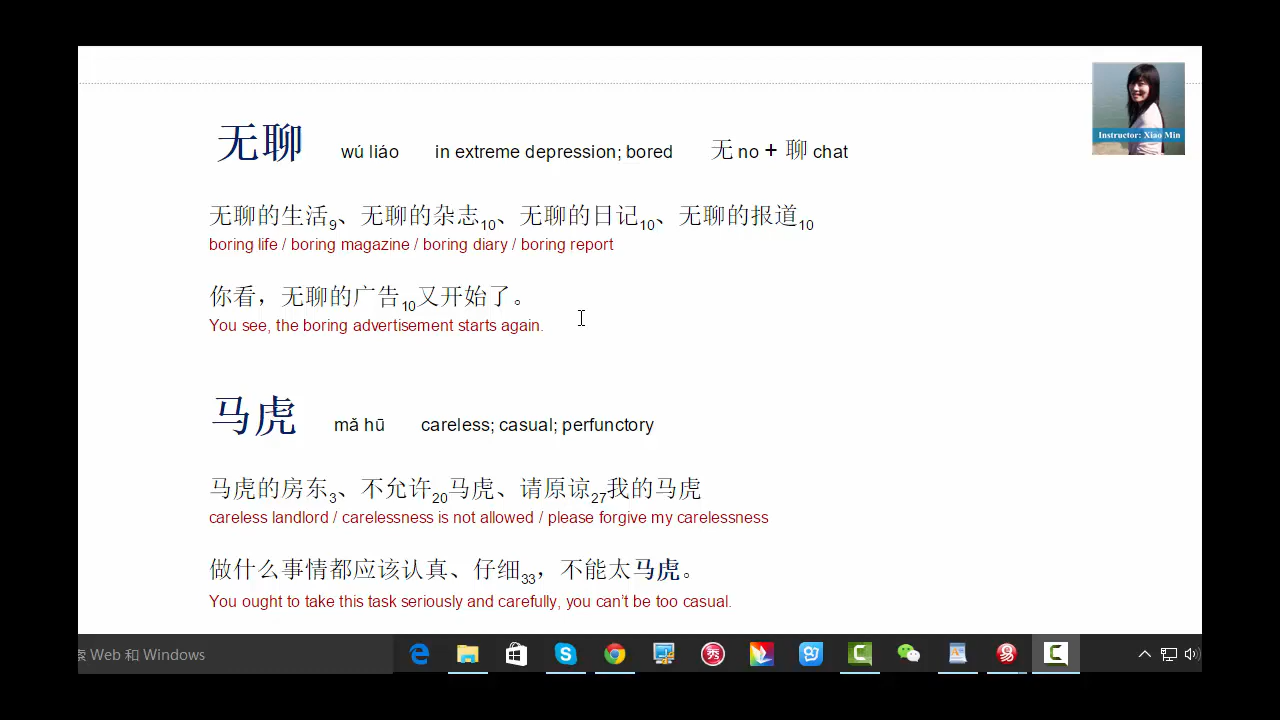 Instructor: Xiao Min
无聊 wú liáo in extreme depression; bored 无 no + 聊 chat
无聊的生活9、无聊的杂志10、无聊的日记10、无聊的报道10
boring life / boring magazine / boring diary / boring report
你看，无聊的广告10又开始了。
You see, the boring advertisement starts again.
马虎 mǎ hū careless; casual; perfunctory
马虎的房东3、不允许20马虎、请原谅27我的马虎
careless landlord / carelessness is not allowed / please forgive my carelessness
做什么事情都应该认真、仔细33，不能太马虎。
You ought to take this task seriously and carefully, you can't be too casual.
索 Web 和 Windows
秀
易